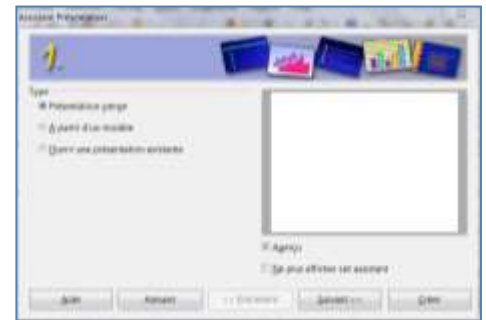 Assistant Présentation
1.
Type
Présentation vierge
A partir d'un modèle
Ouvrir une présentation existante
Aperçu
Ne plus afficher cet assistant
Aide
Annuler
<< Précédent
Suivant >>
Créer